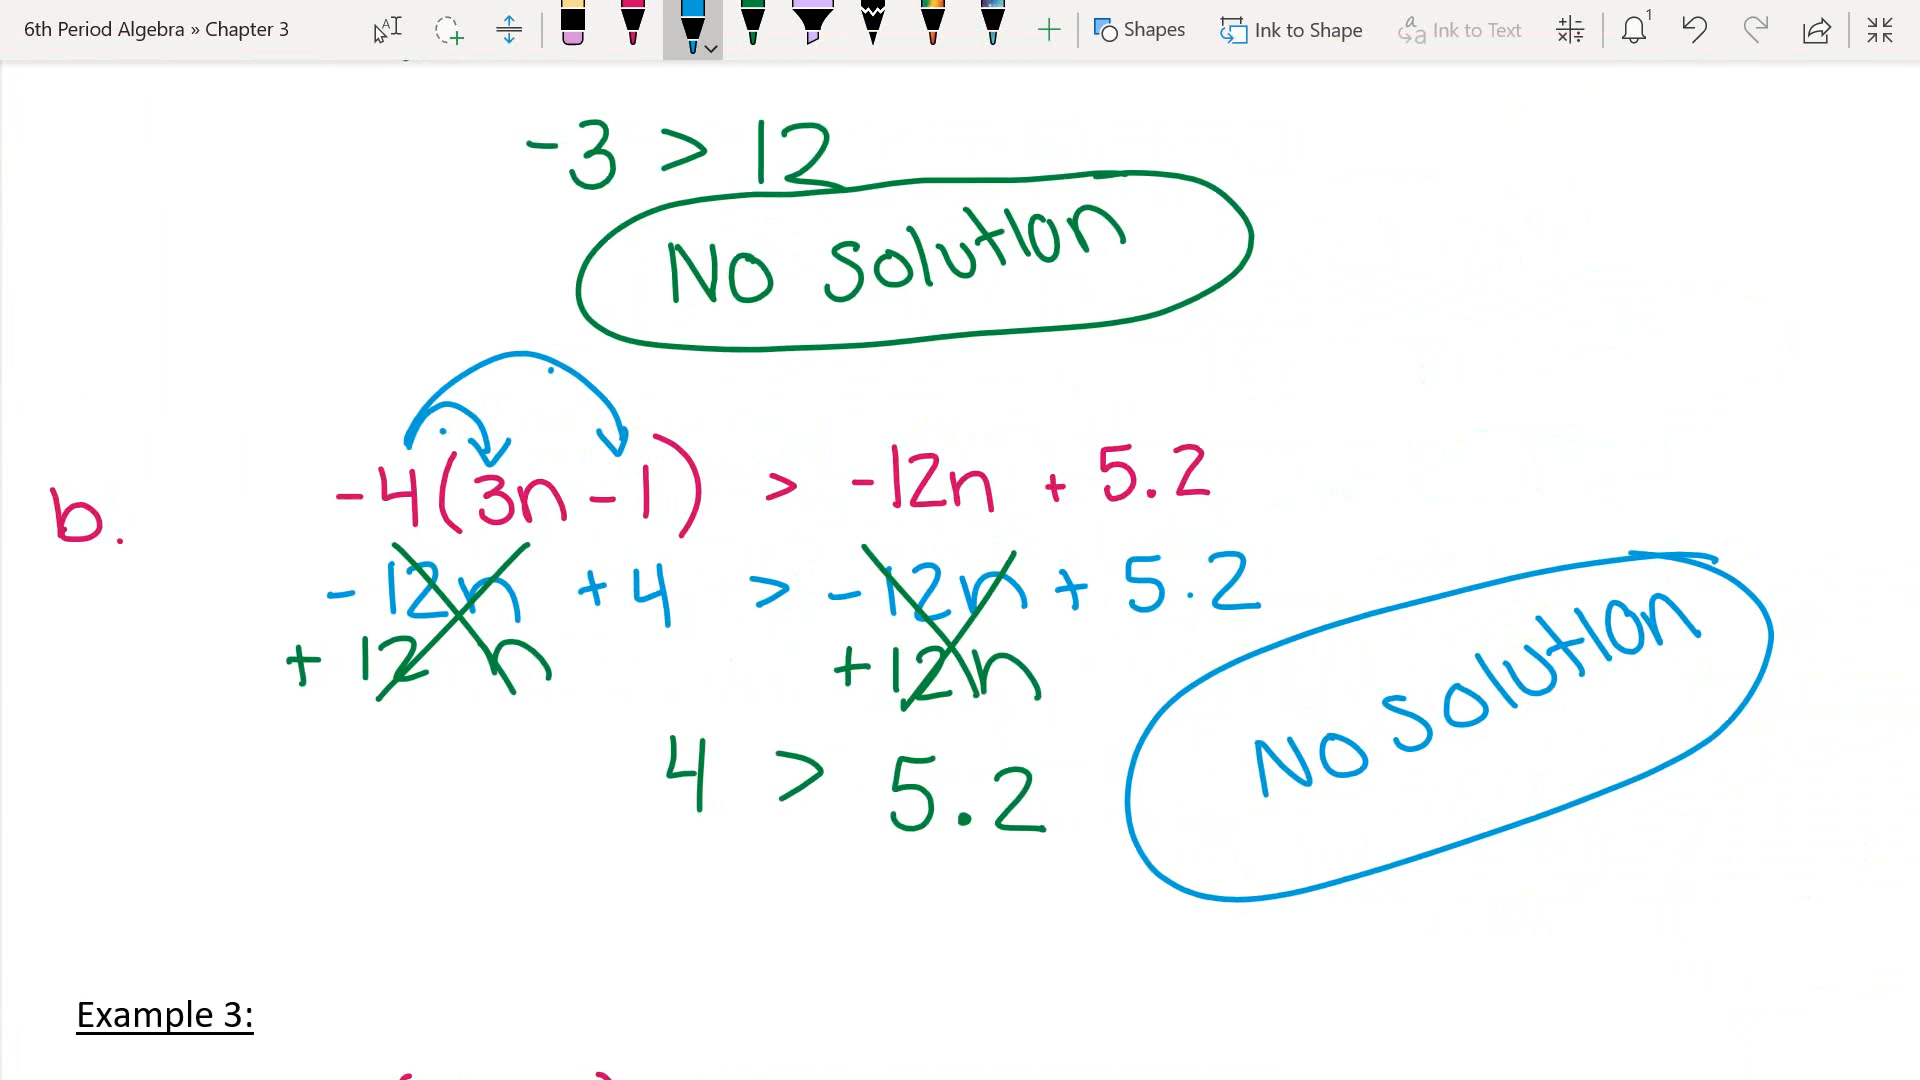 6th Period Algebra » Chapter 3
Shapes
Ink to Shape
Ink to Text
1
-3 > 12
No solution
b. -4(3n - 1) > -12n + 5.2
-12n + 4 > -12n + 5.2
+ 12n +12n
4 > 5.2
No solution
Example 3: